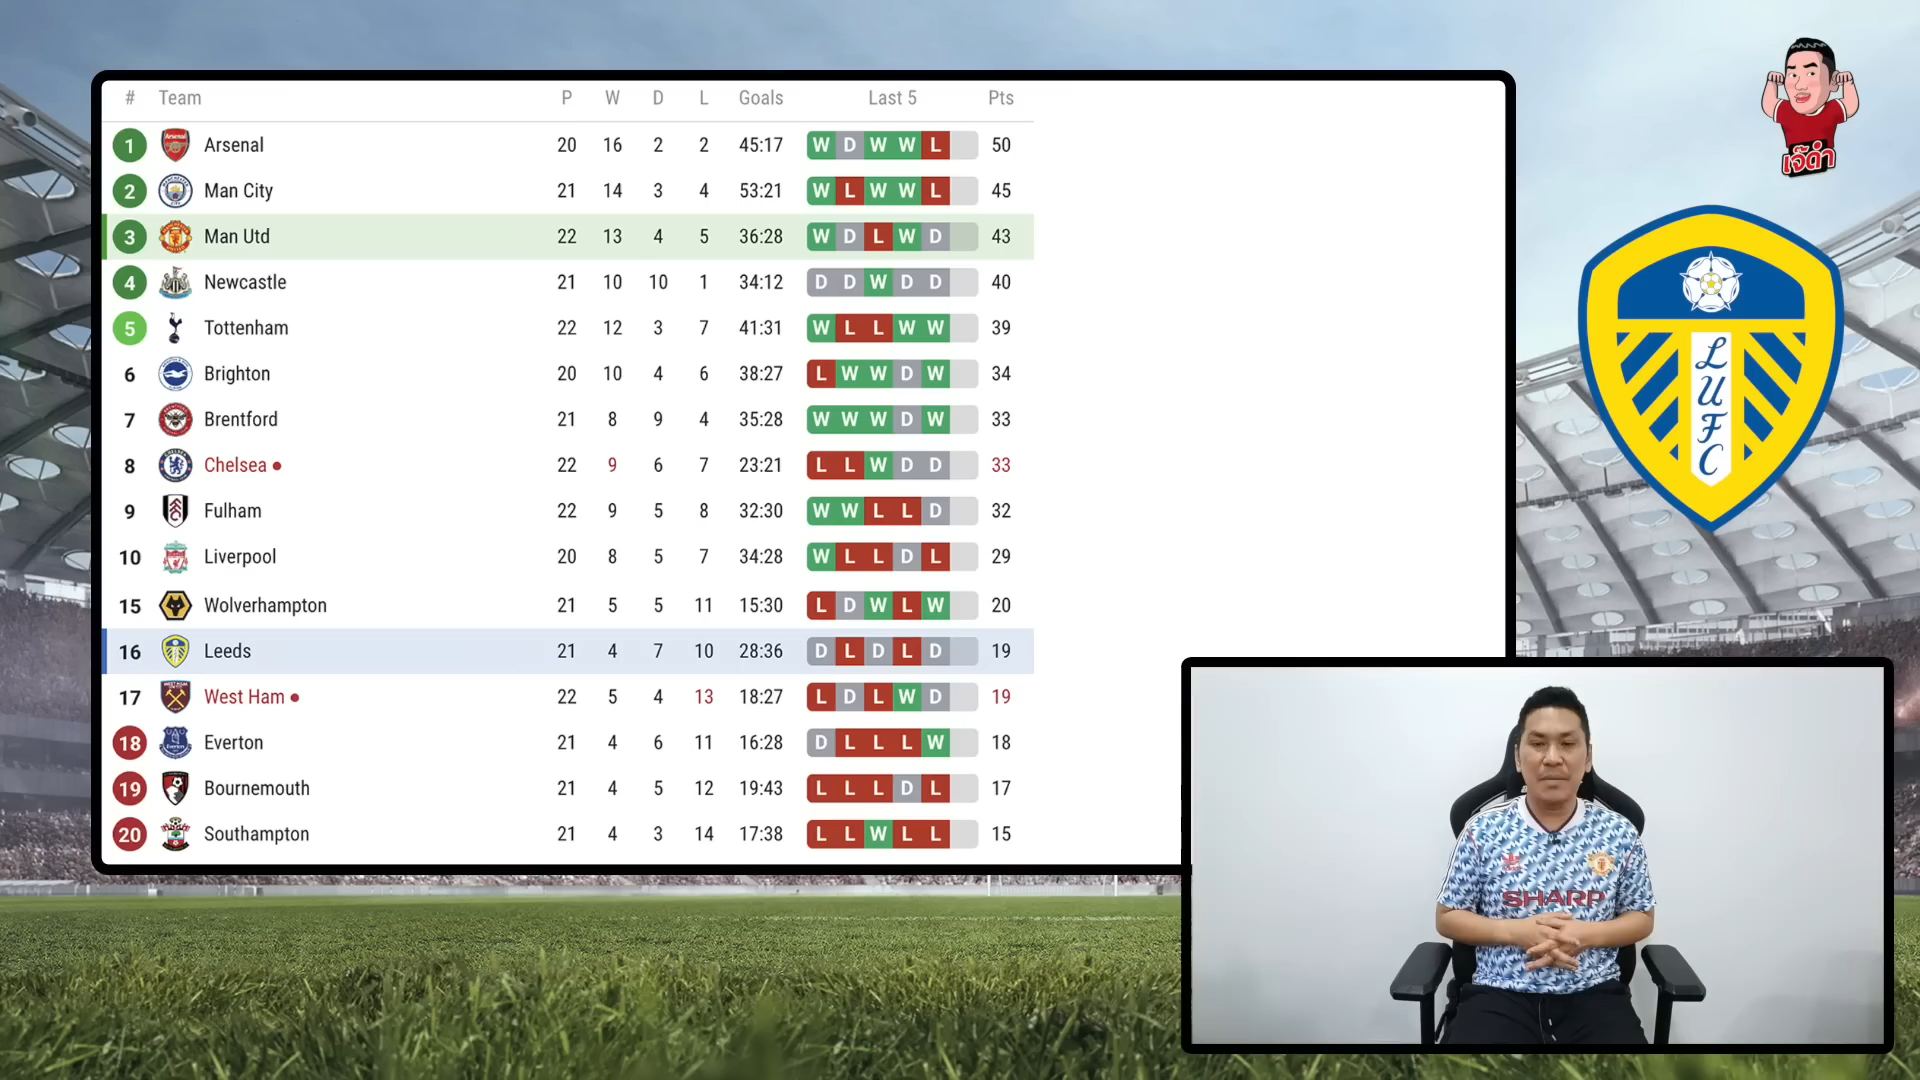 # Team P W D L Goals Last 5 Pts
1 Arsenal 20 16 2 2 45:17 W D W W L 50
2 Man City 21 14 3 4 53:21 W L W W L 45
3 Man Utd 22 13 4 5 36:28 W D L W D 43
4 Newcastle 21 10 10 1 34:12 D D W D D 40
5 Tottenham 22 12 3 7 41:31 W L L W W 39
6 Brighton 20 10 4 6 38:27 L W W D W 34
7 Brentford 21 8 9 4 35:28 W W W D W 33
8 Chelsea 22 9 6 7 23:21 L L W D D 33
9 Fulham 22 9 5 8 32:30 W W L L D 32
10 Liverpool 20 8 5 7 34:28 W L L D L 29
15 Wolverhampton 21 5 5 11 15:30 L D W L W 20
16 Leeds 21 4 7 10 28:36 D L D L D 19
17 West Ham 22 5 4 13 18:27 L D L W D 19
18 Everton 21 4 6 11 16:28 D L L L W 18
19 Bournemouth 21 4 5 12 19:43 L L L D L 17
20 Southampton 21 4 3 14 17:38 L L W L L 15
เจ๊ดำ
LUFC
SHARP